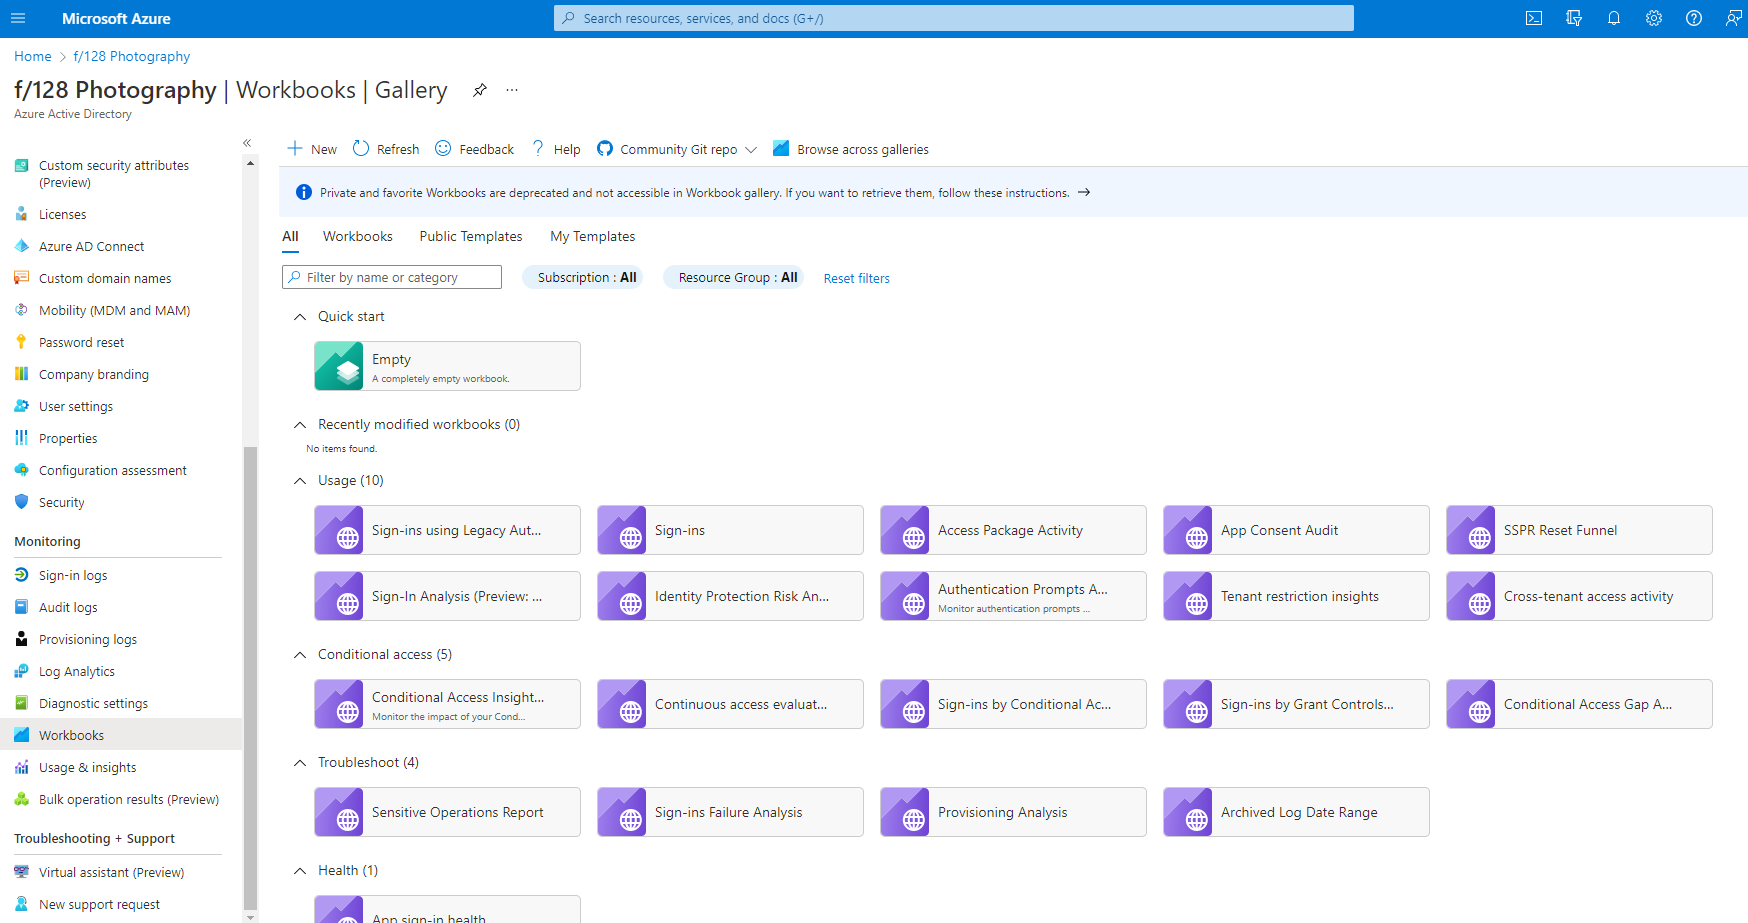 Microsoft Azure
Search resources, services, and docs (G+/)
Home > f/128 Photography
f/128 Photography | Workbooks | Gallery
Azure Active Directory
Custom security attributes
(Preview)
Licenses
Azure AD Connect
Custom domain names
Mobility (MDM and MAM)
Password reset
Company branding
User settings
Properties
Configuration assessment
Security
Monitoring
Sign-in logs
Audit logs
Provisioning logs
Log Analytics
Diagnostic settings
Workbooks
Usage & insights
Bulk operation results (Preview)
Troubleshooting + Support
Virtual assistant (Preview)
New support request
New Refresh Feedback Help Community Git repo Browse across galleries
Private and favorite Workbooks are deprecated and not accessible in Workbook gallery. If you want to retrieve them, follow these instructions. →
All Workbooks Public Templates My Templates
Filter by name or category Subscription : All Resource Group : All Reset filters
Quick start
Empty
A completely empty workbook.
Recently modified workbooks (0)
No items found.
Usage (10)
Sign-ins using Legacy Aut...
Sign-ins
Access Package Activity
App Consent Audit
SSPR Reset Funnel
Sign-In Analysis (Preview: ...
Identity Protection Risk An...
Authentication Prompts A...
Monitor authentication prompts ...
Tenant restriction insights
Cross-tenant access activity
Conditional access (5)
Conditional Access Insight...
Monitor the impact of your Cond...
Continuous access evaluat...
Sign-ins by Conditional Ac...
Sign-ins by Grant Controls...
Conditional Access Gap A...
Troubleshoot (4)
Sensitive Operations Report
Sign-ins Failure Analysis
Provisioning Analysis
Archived Log Date Range
Health (1)
App sign-in health